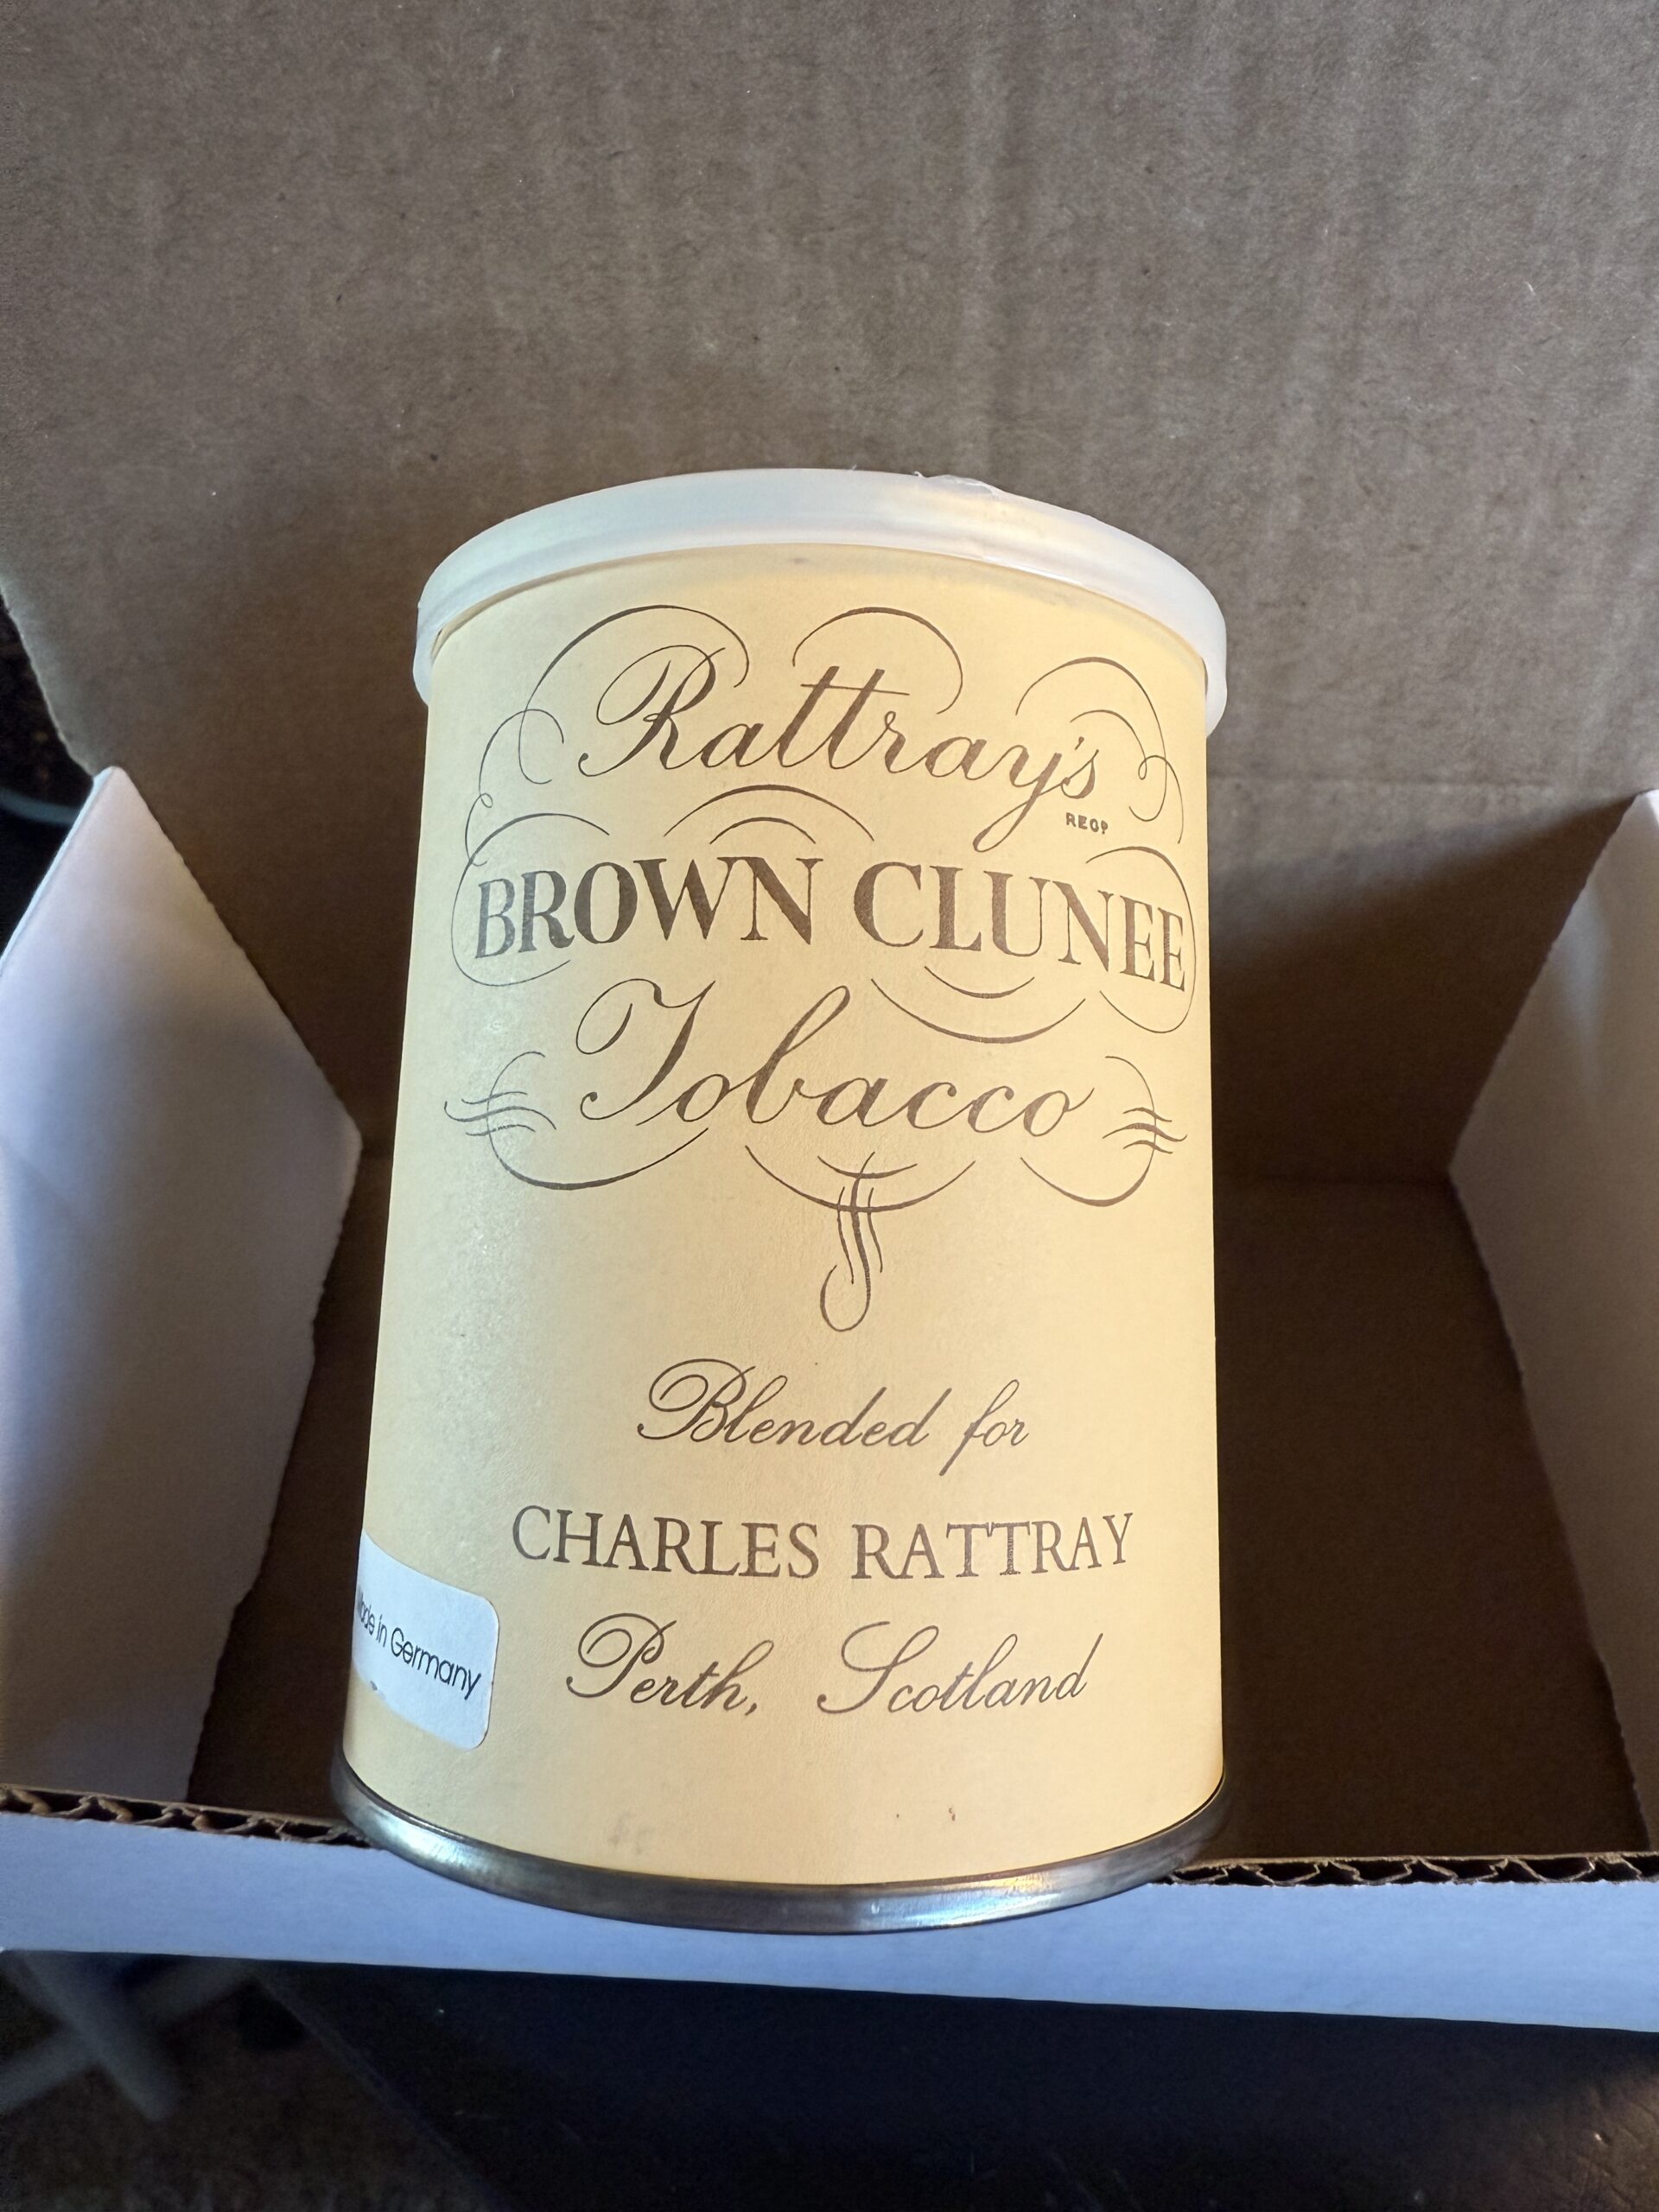 Rattray's
REGD
BROWN CLUNEE
Tobacco
Blended for
CHARLES RATTRAY
Perth, Scotland
Made in Germany